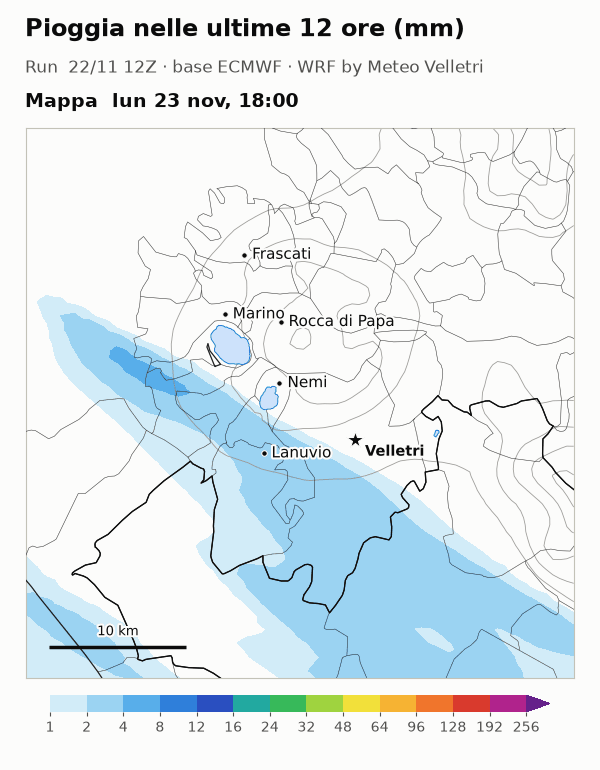 Pioggia nelle ultime 12 ore (mm)
Run  22/11 12Z · base ECMWF · WRF by Meteo Velletri
Mappa  lun 23 nov, 18:00
Frascati
Marino
Rocca di Papa
Nemi
Velletri
Lanuvio
10 km
1 2 4 8 12 16 24 32 48 64 96 128 192 256